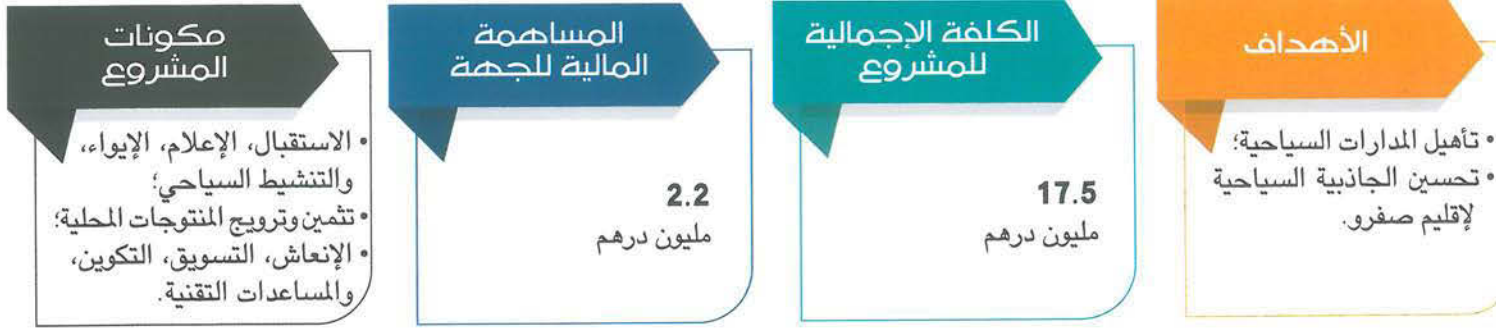 الأهداف
• تأهيل المدارات السياحية؛
• تحسين الجاذبية السياحية
لإقليم صفرو.
الكلفة الإجمالية
للمشروع
17.5
مليون درهم
المساهمة
المالية للجهة
2.2
مليون درهم
مكونات
المشروع
• الاستقبال، الإعلام، الإيواء،
والتنشيط السياحي؛
• تثمين وترويج المنتوجات المحلية؛
• الإنعاش، التسويق، التكوين،
والمساعدات التقنية.